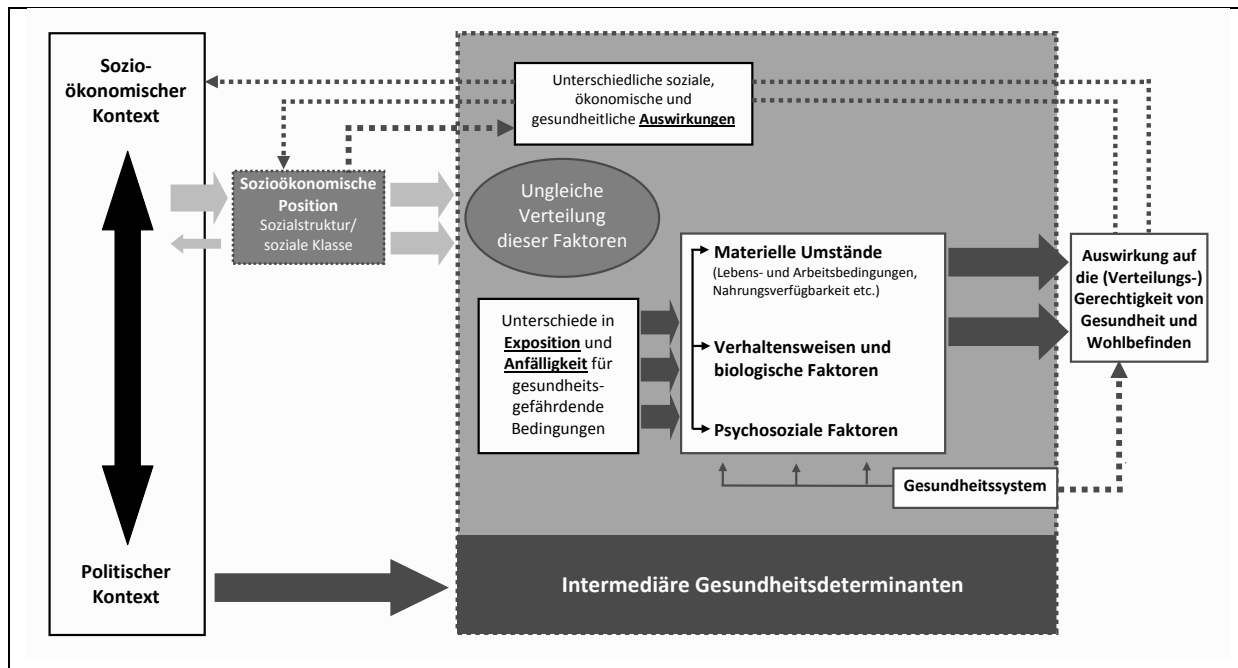 Sozio-
ökonomischer
Kontext
Politischer
Kontext
Sozioökonomische
Position
Sozialstruktur/
soziale Klasse
Unterschiedliche soziale,
ökonomische und
gesundheitliche Auswirkungen
Ungleiche
Verteilung
dieser Faktoren
Unterschiede in
Exposition und
Anfälligkeit für
gesundheits-
gefährdende
Bedingungen
Materielle Umstände
(Lebens- und Arbeitsbedingungen,
Nahrungsverfügbarkeit etc.)
Verhaltensweisen und
biologische Faktoren
Psychosoziale Faktoren
Gesundheitssystem
Auswirkung auf
die (Verteilungs-)
Gerechtigkeit von
Gesundheit und
Wohlbefinden
Intermediäre Gesundheitsdeterminanten